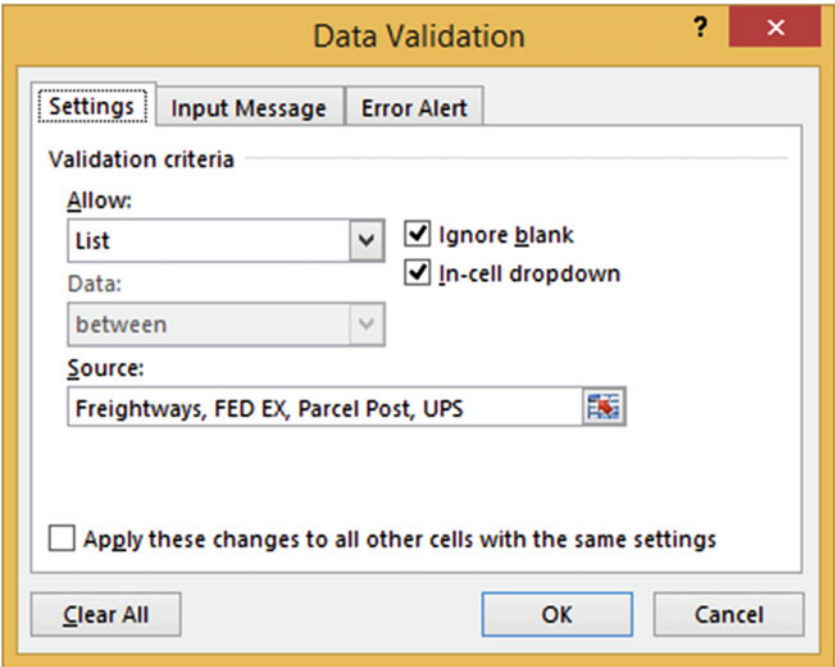 Data Validation
?
Settings
Input Message
Error Alert
Validation criteria
Allow:
List
Ignore blank
In-cell dropdown
Data:
between
Source:
Freightways, FED EX, Parcel Post, UPS
Apply these changes to all other cells with the same settings
Clear All
OK
Cancel